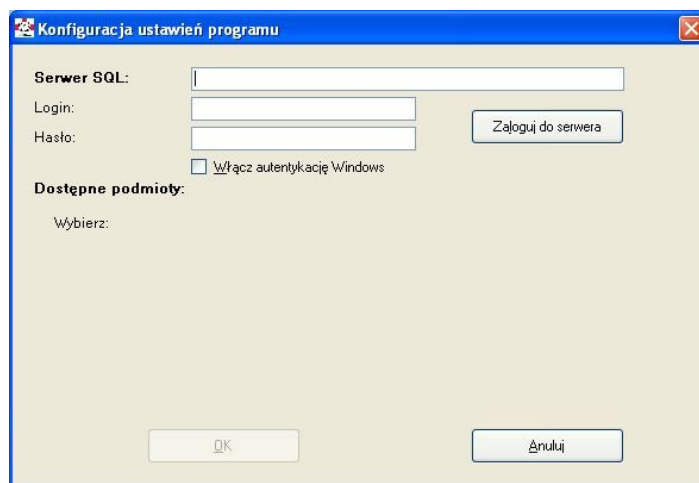 Konfiguracja ustawień programu
Serwer SQL:
Login:
Hasło:
Zaloguj do serwera
Włącz autentykację Windows
Dostępne podmioty:
Wybierz:
OK
Anuluj